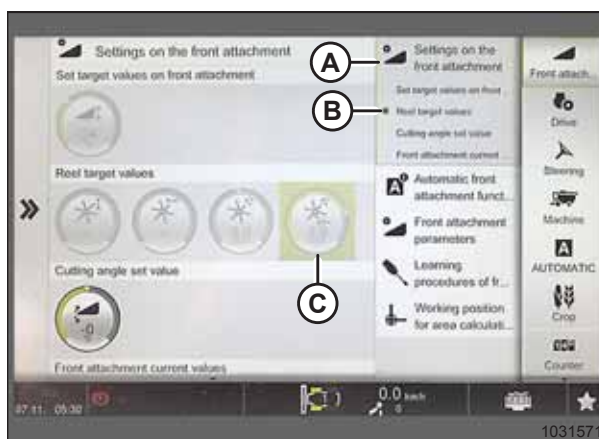 Settings on the front attachment
Set target values on front attachment
Reel target values
Cutting angle set value
-0
Front attachment current values
A
B
C
Settings on the
front attachment
Set target values on front ...
Reel target values
Cutting angle set value
Front attachment current ...
Automatic front
attachment funct...
Front attachment
parameters
Learning
procedures of fr...
Working position
for area calculati...
Front attach...
Drive
Steering
Machine
A
AUTOMATIC
Crop
Counter
07.11. 05:30
0.0 km/h
0
1031571